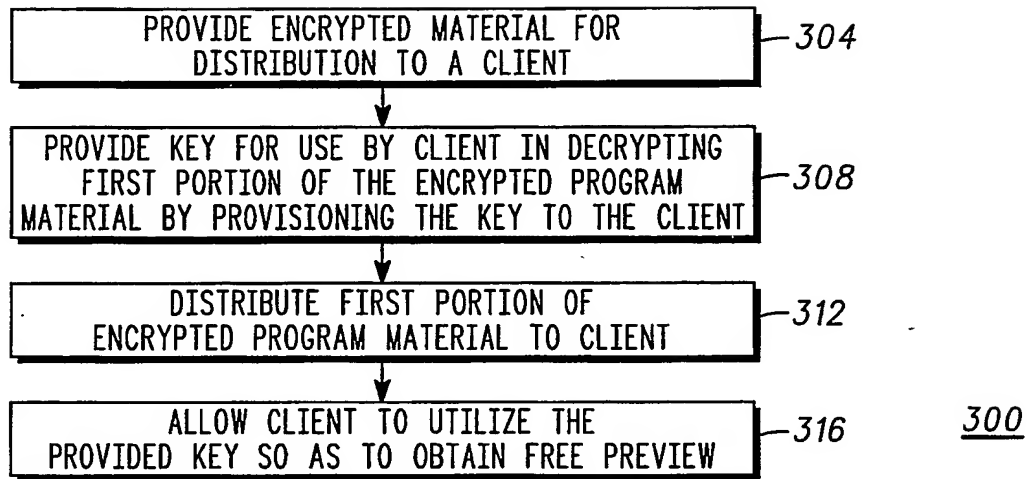 PROVIDE ENCRYPTED MATERIAL FOR
DISTRIBUTION TO A CLIENT
304
PROVIDE KEY FOR USE BY CLIENT IN DECRYPTING
FIRST PORTION OF THE ENCRYPTED PROGRAM
MATERIAL BY PROVISIONING THE KEY TO THE CLIENT
308
DISTRIBUTE FIRST PORTION OF
ENCRYPTED PROGRAM MATERIAL TO CLIENT
312
ALLOW CLIENT TO UTILIZE THE
PROVIDED KEY SO AS TO OBTAIN FREE PREVIEW
316
300